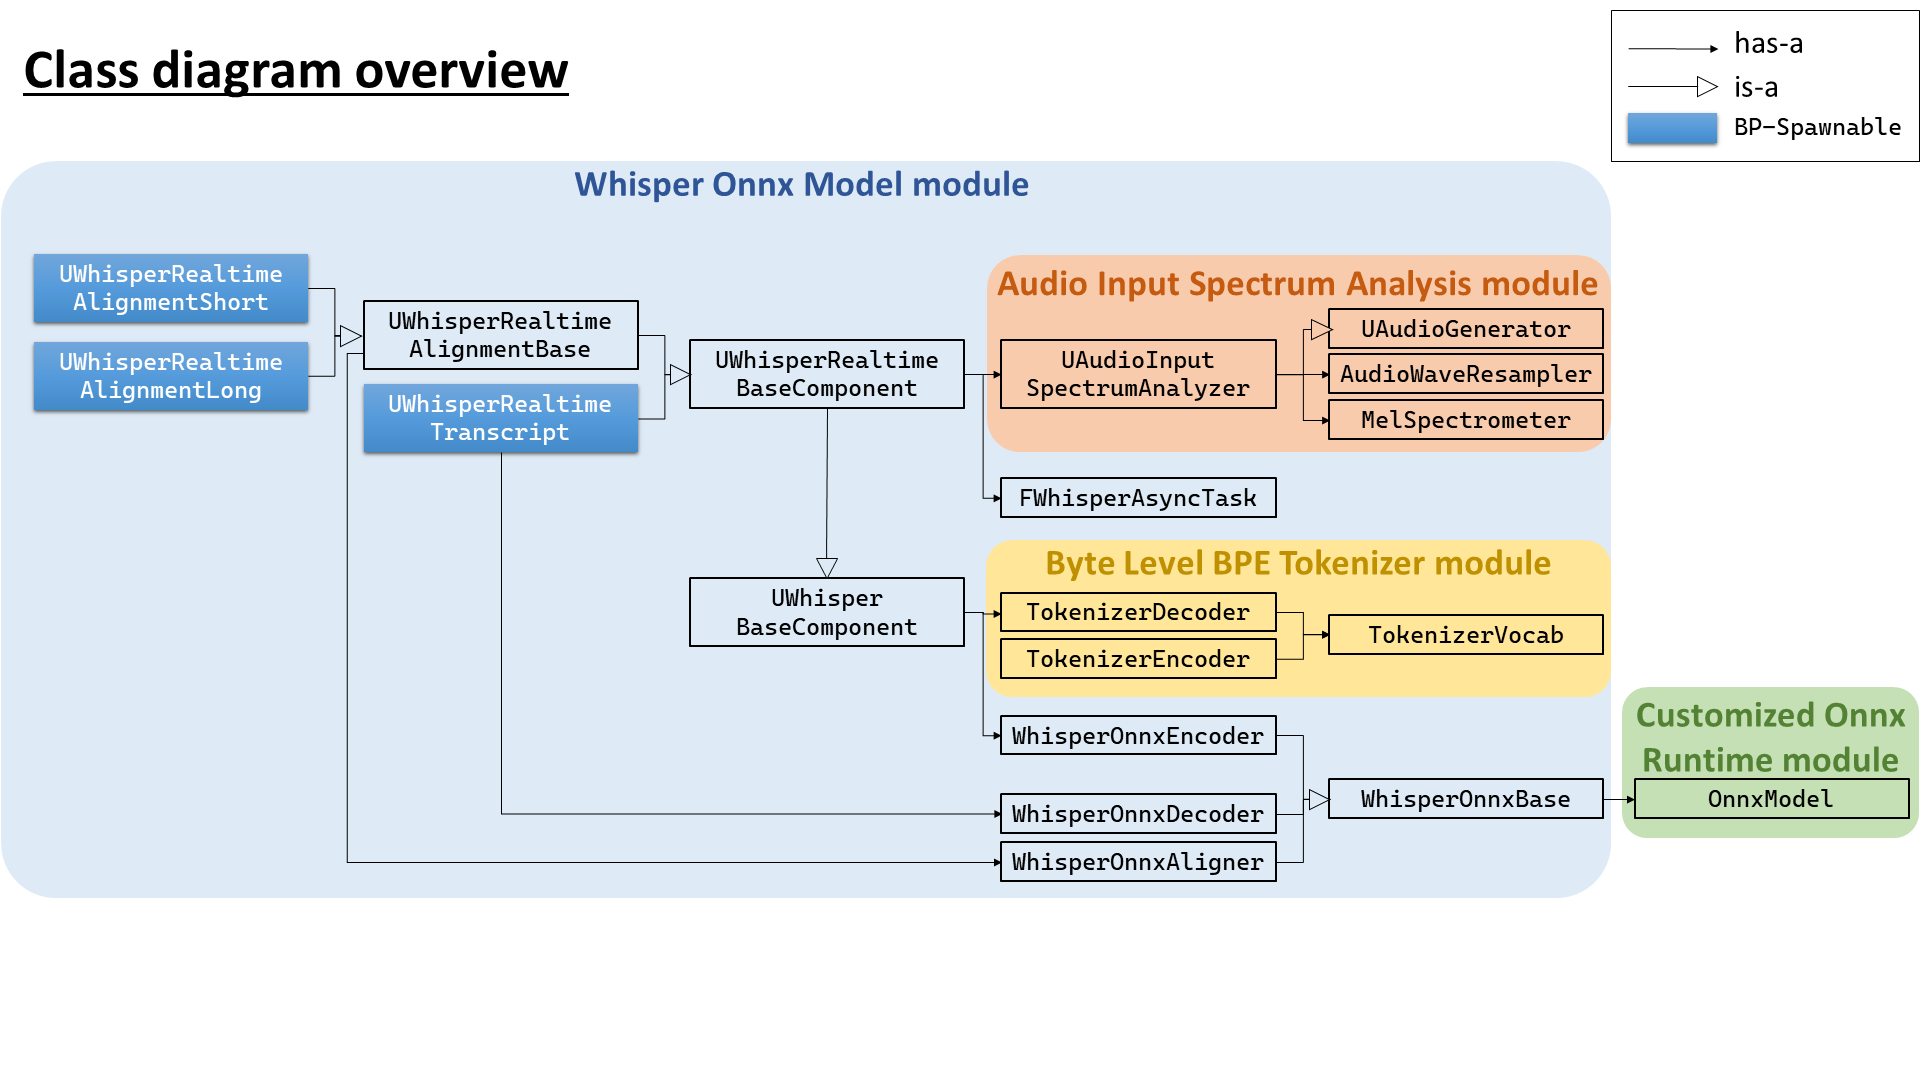 Class diagram overview
has-a
is-a
BP-Spawnable
Whisper Onnx Model module
UWhisperRealtime
AlignmentShort
UWhisperRealtime
AlignmentLong
UWhisperRealtime
AlignmentBase
UWhisperRealtime
Transcript
UWhisperRealtime
BaseComponent
Audio Input Spectrum Analysis module
UAudioInput
SpectrumAnalyzer
UAudioGenerator
AudioWaveResampler
MelSpectrometer
FWhisperAsyncTask
UWhisper
BaseComponent
Byte Level BPE Tokenizer module
TokenizerDecoder
TokenizerEncoder
TokenizerVocab
WhisperOnnxEncoder
WhisperOnnxDecoder
WhisperOnnxAligner
WhisperOnnxBase
Customized Onnx
Runtime module
OnnxModel